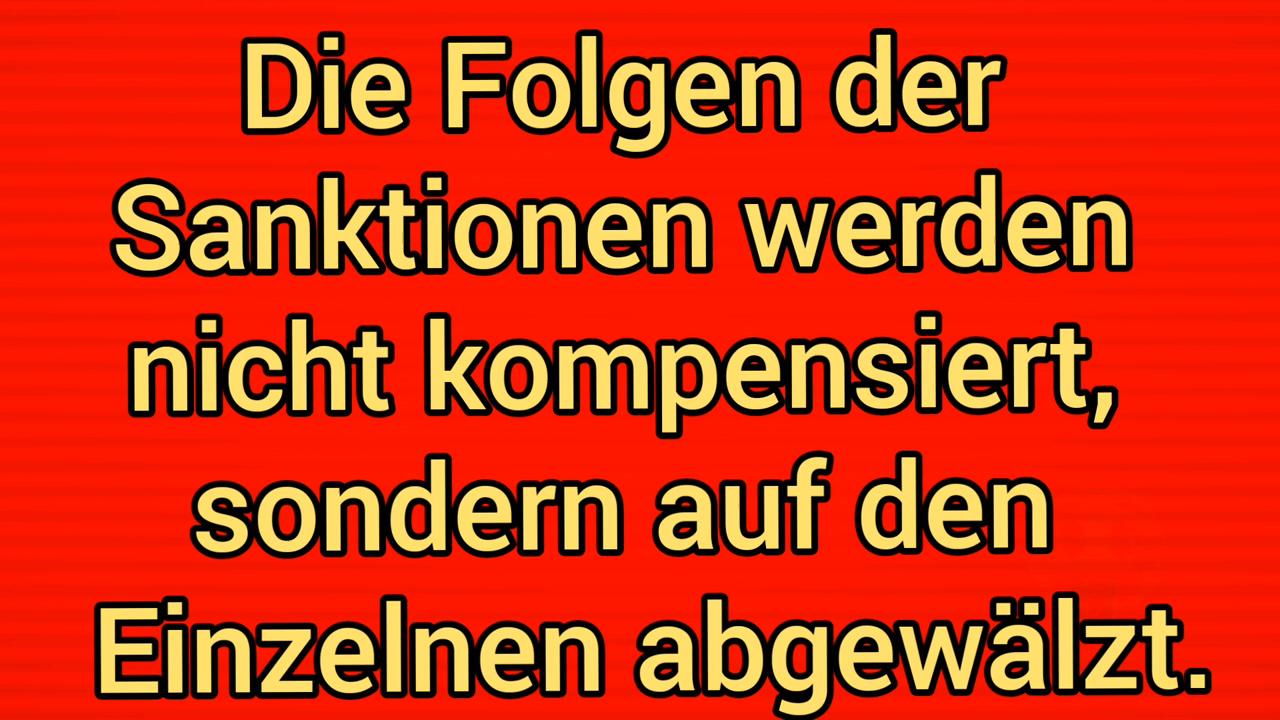 Die Folgen der
Sanktionen werden
nicht kompensiert,
sondern auf den
Einzelnen abgewälzt.